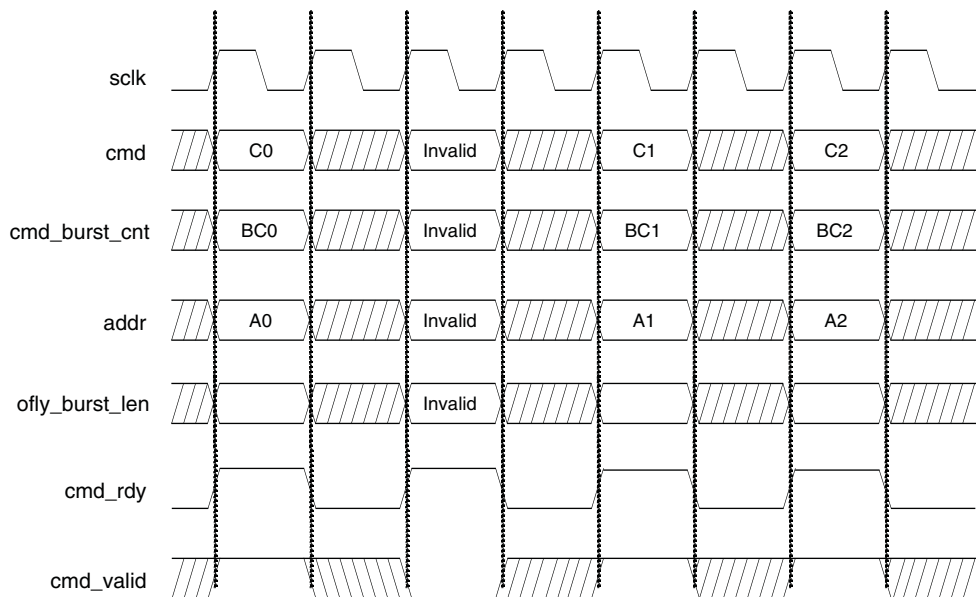 sclk
cmd C0 Invalid C1 C2
cmd_burst_cnt BC0 Invalid BC1 BC2
addr A0 Invalid A1 A2
ofly_burst_len Invalid
cmd_rdy
cmd_valid